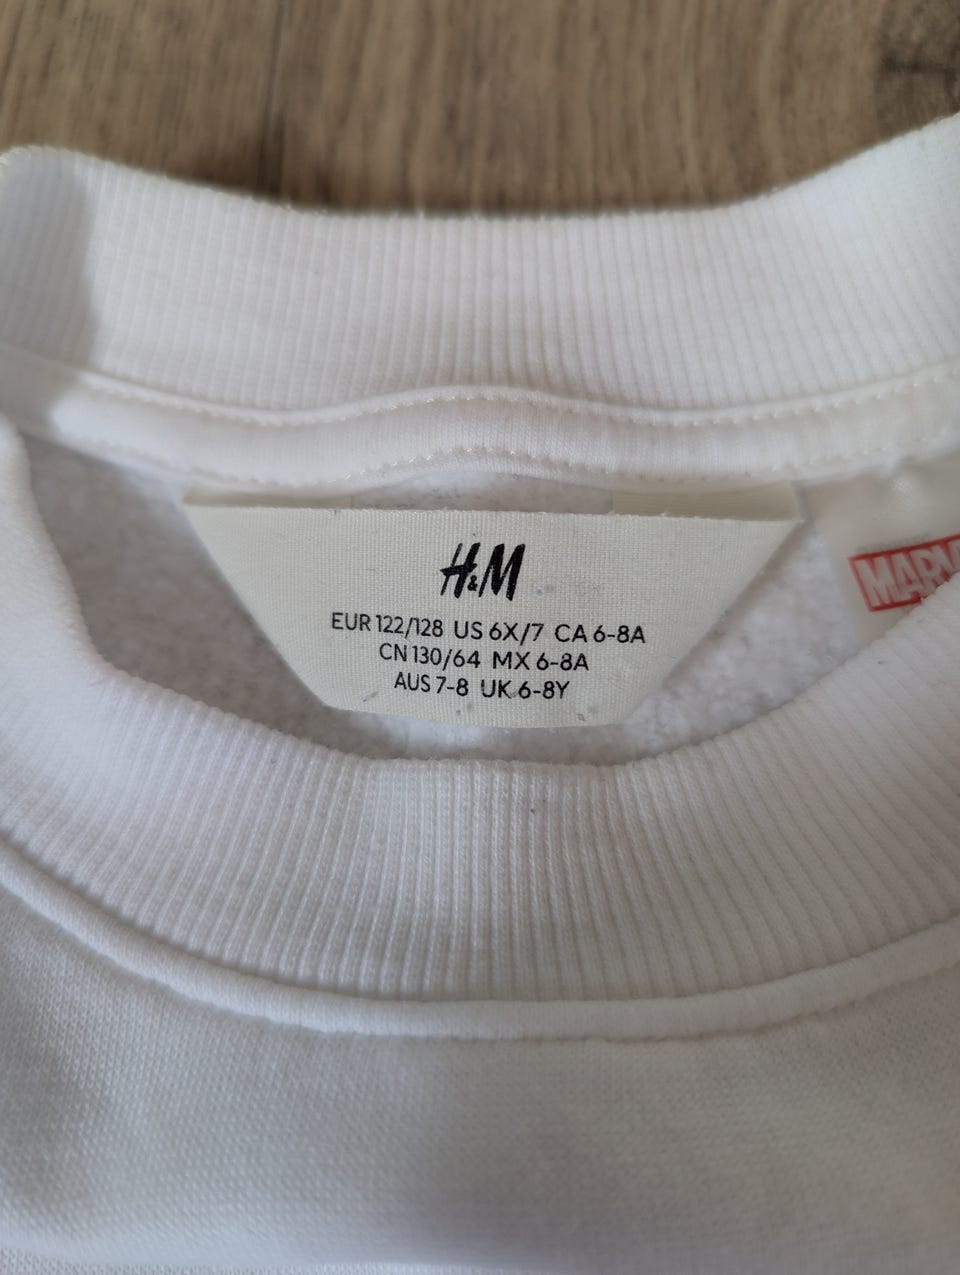 H&M
EUR 122/128 US 6X/7 CA 6-8A
CN 130/64 MX 6-8A
AUS 7-8 UK 6-8Y